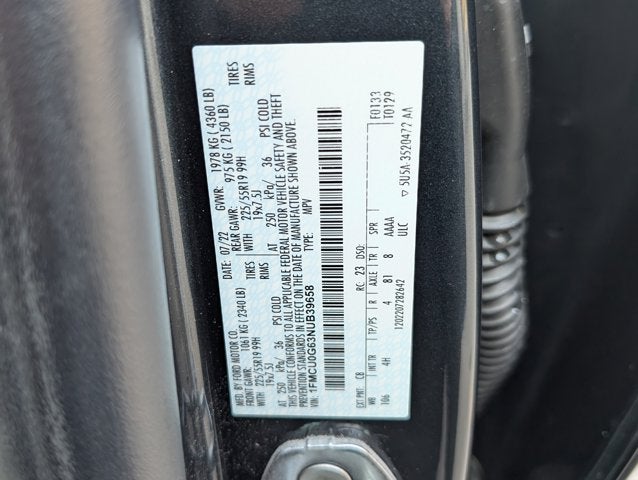 MFD. BY FORD MOTOR CO.
DATE: 07/22 GVWR: 1978 KG ( 4360 LB)
FRONT GAWR: 1061 KG ( 2340 LB) REAR GAWR: 975 KG ( 2150 LB)
WITH 225/55R19 99H TIRES WITH 225/55R19 99H TIRES
19x7.5J RIMS 19x7.5J RIMS
AT 250 kPa/ 36 PSI COLD AT 250 kPa/ 36 PSI COLD
THIS VEHICLE CONFORMS TO ALL APPLICABLE FEDERAL MOTOR VEHICLE SAFETY AND THEFT
PREVENTION STANDARDS IN EFFECT ON THE DATE OF MANUFACTURE SHOWN ABOVE.
VIN: 1FMCU0G63NUB39658 TYPE: MPV
F0133
T0129
EXT PNT: CB RC: 23 DSO:
WB INT TR TP/PS R AXLE TR SPR
106 4H 4 81 8 AAAA
ULC
1202207282642 5U5A-3520472 AA